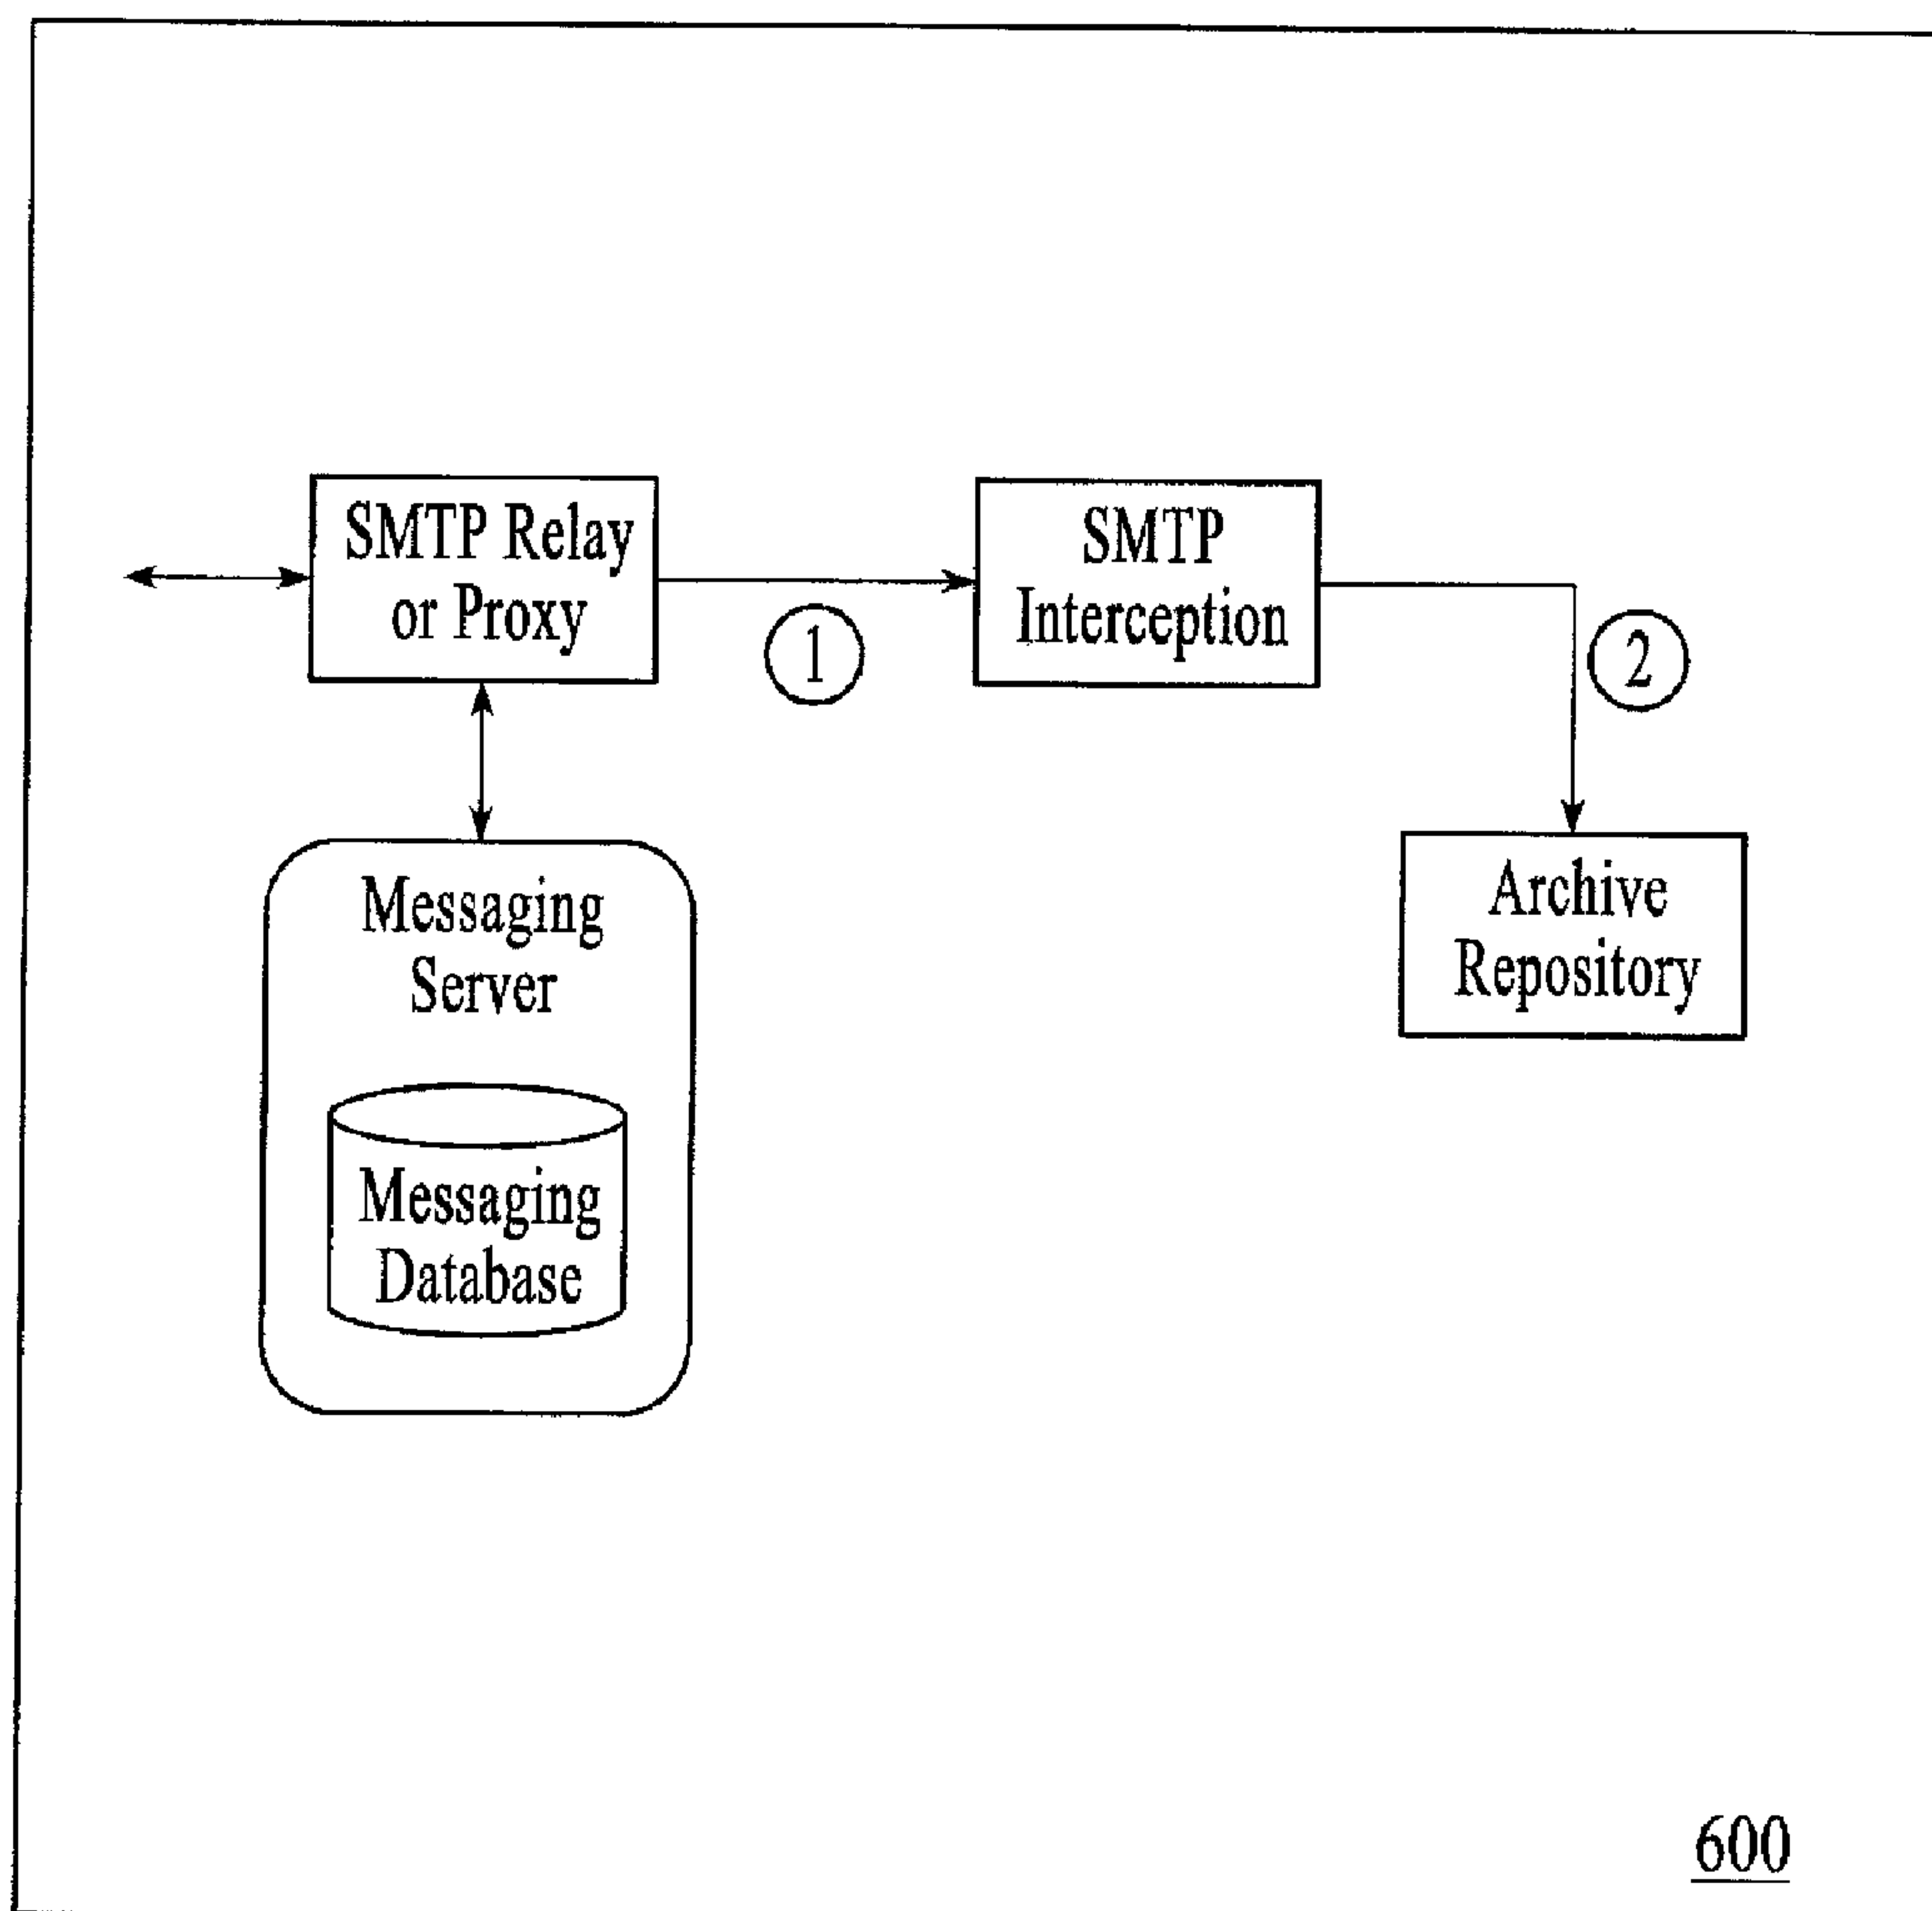 SMTP Relay
or Proxy
1
SMTP
Interception
2
Messaging
Server
Messaging
Database
Archive
Repository
600